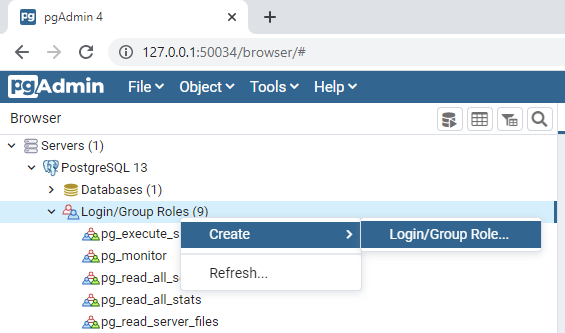 pgAdmin 4
127.0.0.1:50034/browser/#
pgAdmin File Object Tools Help
Browser
Servers (1)
PostgreSQL 13
Databases (1)
Login/Group Roles (9)
pg_execute_s
Create
Login/Group Role...
pg_monitor
pg_read_all_s
Refresh...
pg_read_all_stats
pg_read_server_files